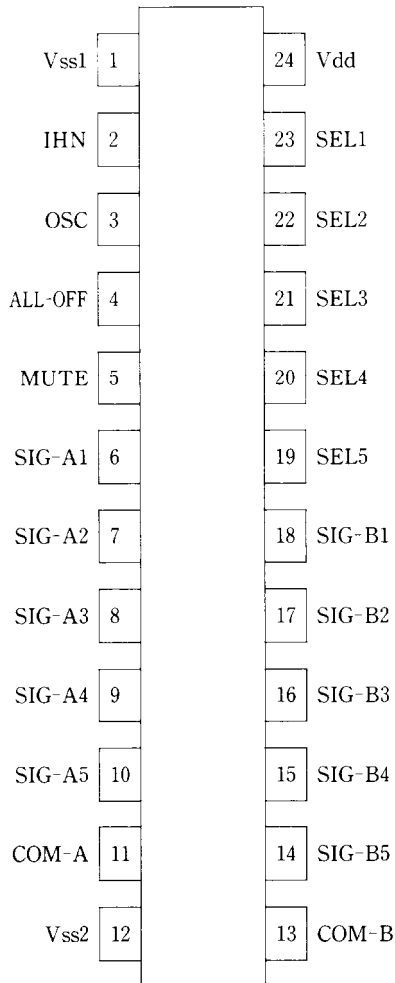 Vss1 1 24 Vdd
IHN 2 23 SEL1
OSC 3 22 SEL2
ALL-OFF 4 21 SEL3
MUTE 5 20 SEL4
SIG-A1 6 19 SEL5
SIG-A2 7 18 SIG-B1
SIG-A3 8 17 SIG-B2
SIG-A4 9 16 SIG-B3
SIG-A5 10 15 SIG-B4
COM-A 11 14 SIG-B5
Vss2 12 13 COM-B